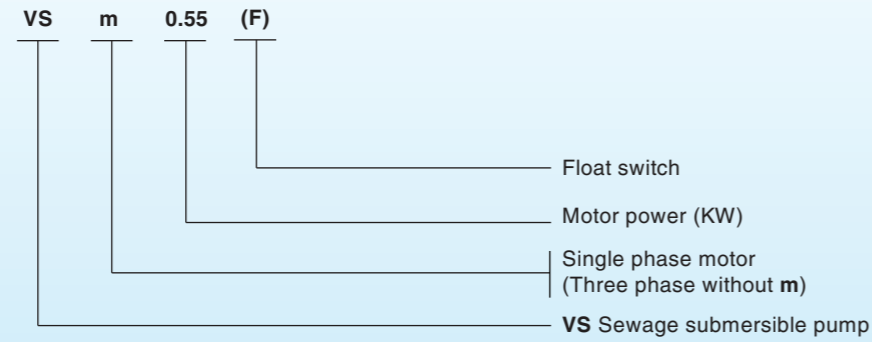 VS m 0.55 (F)
Float switch
Motor power (KW)
Single phase motor
(Three phase without m)
VS Sewage submersible pump